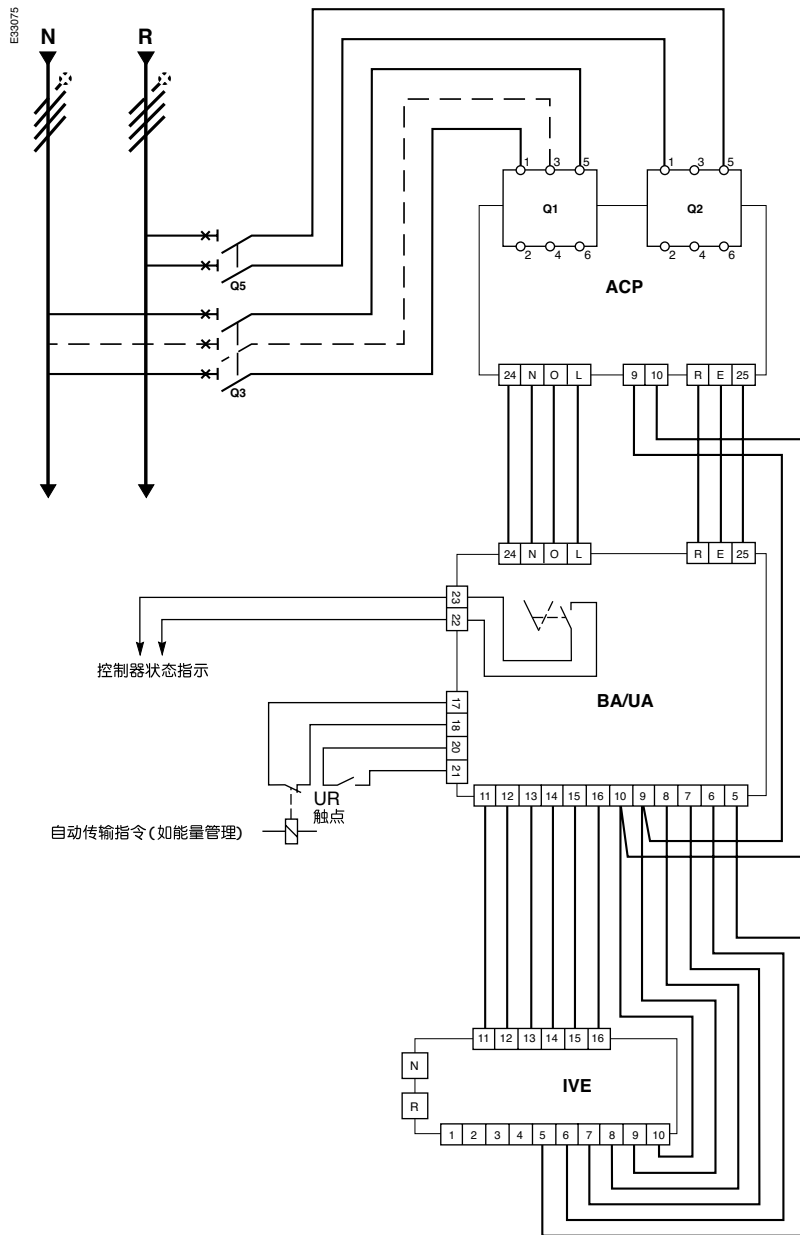 E33075
N R
1 3 5 1 3 5
Q1 Q2
2 4 6 2 4 6
Q5
ACP
Q3
24 N O L 9 10 R E 25
24 N O L R E 25
23
22
控制器状态指示
BA/UA
17
18
20
21
11 12 13 14 15 16 10 9 8 7 6 5
UR
触点
自动传输指令(如能量管理)
11 12 13 14 15 16
N
IVE
R
1 2 3 4 5 6 7 8 9 10